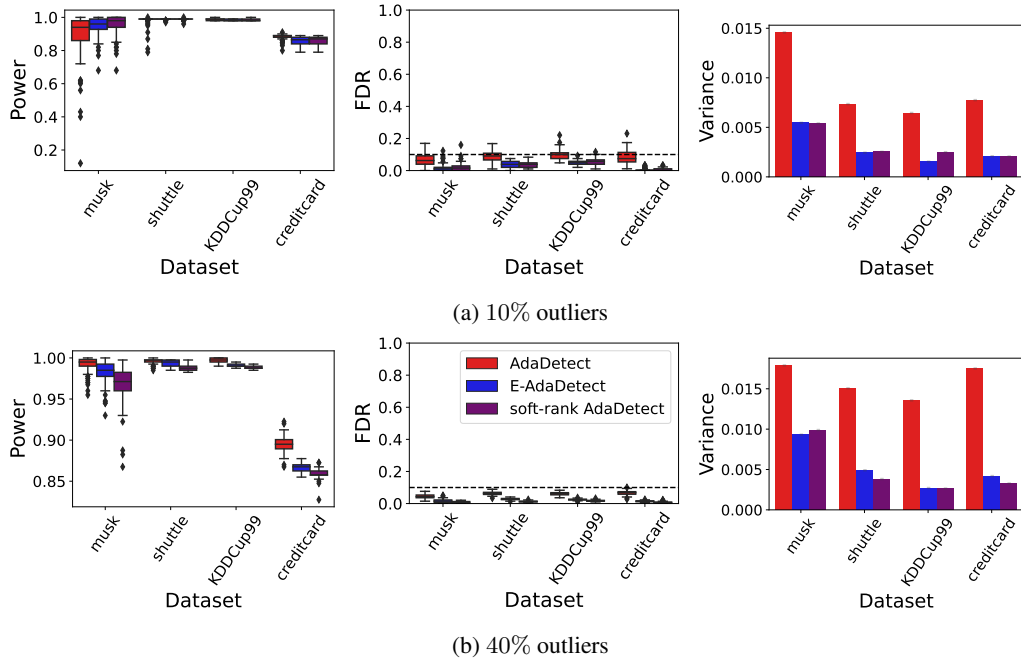 1.0
0.8
0.6
0.4
0.2
Power
musk
shuttle
KDDCup99
creditcard
Dataset
1.0
0.8
0.6
0.4
0.2
0.0
FDR
musk
shuttle
KDDCup99
creditcard
Dataset
0.015
0.010
0.005
0.000
Variance
musk
shuttle
KDDCup99
creditcard
Dataset
(a) 10% outliers
1.00
0.95
0.90
0.85
Power
musk
shuttle
KDDCup99
creditcard
Dataset
1.0
0.8
0.6
0.4
0.2
0.0
FDR
AdaDetect
E-AdaDetect
soft-rank AdaDetect
musk
shuttle
KDDCup99
creditcard
Dataset
0.015
0.010
0.005
0.000
Variance
musk
shuttle
KDDCup99
creditcard
Dataset
(b) 40% outliers